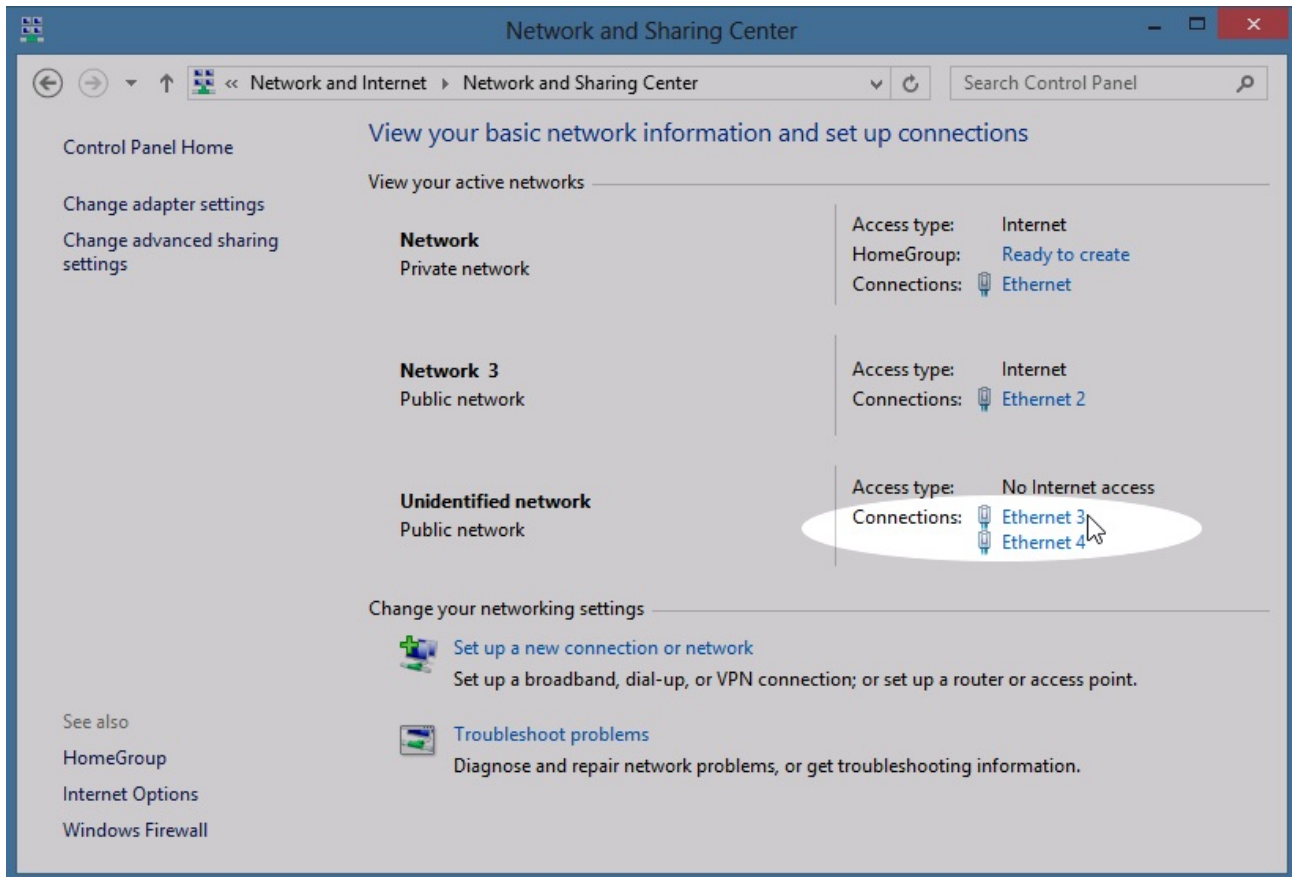 Network and Sharing Center
« Network and Internet ▸ Network and Sharing Center
Search Control Panel
Control Panel Home
Change adapter settings
Change advanced sharing
settings
See also
HomeGroup
Internet Options
Windows Firewall
View your basic network information and set up connections
View your active networks
Network
Private network
Access type: Internet
HomeGroup: Ready to create
Connections: Ethernet
Network 3
Public network
Access type: Internet
Connections: Ethernet 2
Unidentified network
Public network
Access type: No Internet access
Connections: Ethernet 3
Ethernet 4
Change your networking settings
Set up a new connection or network
Set up a broadband, dial-up, or VPN connection; or set up a router or access point.
Troubleshoot problems
Diagnose and repair network problems, or get troubleshooting information.